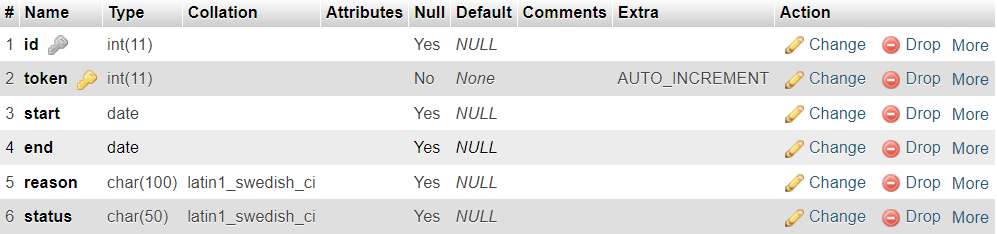 # Name Type Collation Attributes Null Default Comments Extra Action
1 id int(11) Yes NULL Change Drop More
2 token int(11) No None AUTO_INCREMENT Change Drop More
3 start date Yes NULL Change Drop More
4 end date Yes NULL Change Drop More
5 reason char(100) latin1_swedish_ci Yes NULL Change Drop More
6 status char(50) latin1_swedish_ci Yes NULL Change Drop More